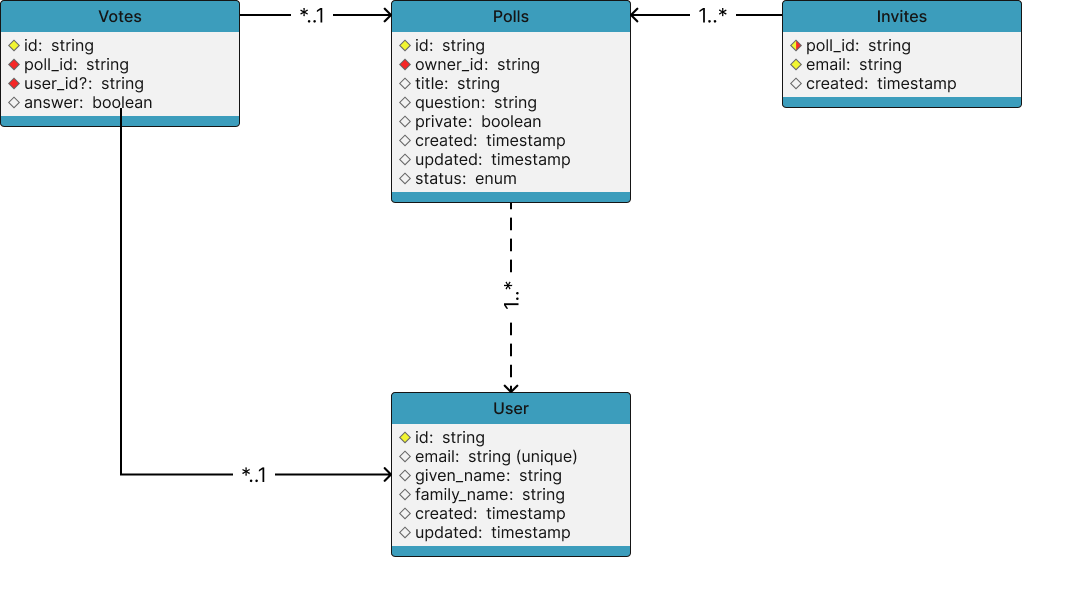 Votes
id: string
poll_id: string
user_id?: string
answer: boolean
*..1
Polls
id: string
owner_id: string
title: string
question: string
private: boolean
created: timestamp
updated: timestamp
status: enum
1..*
Invites
poll_id: string
email: string
created: timestamp
1..*
User
id: string
email: string (unique)
given_name: string
family_name: string
created: timestamp
updated: timestamp
*..1